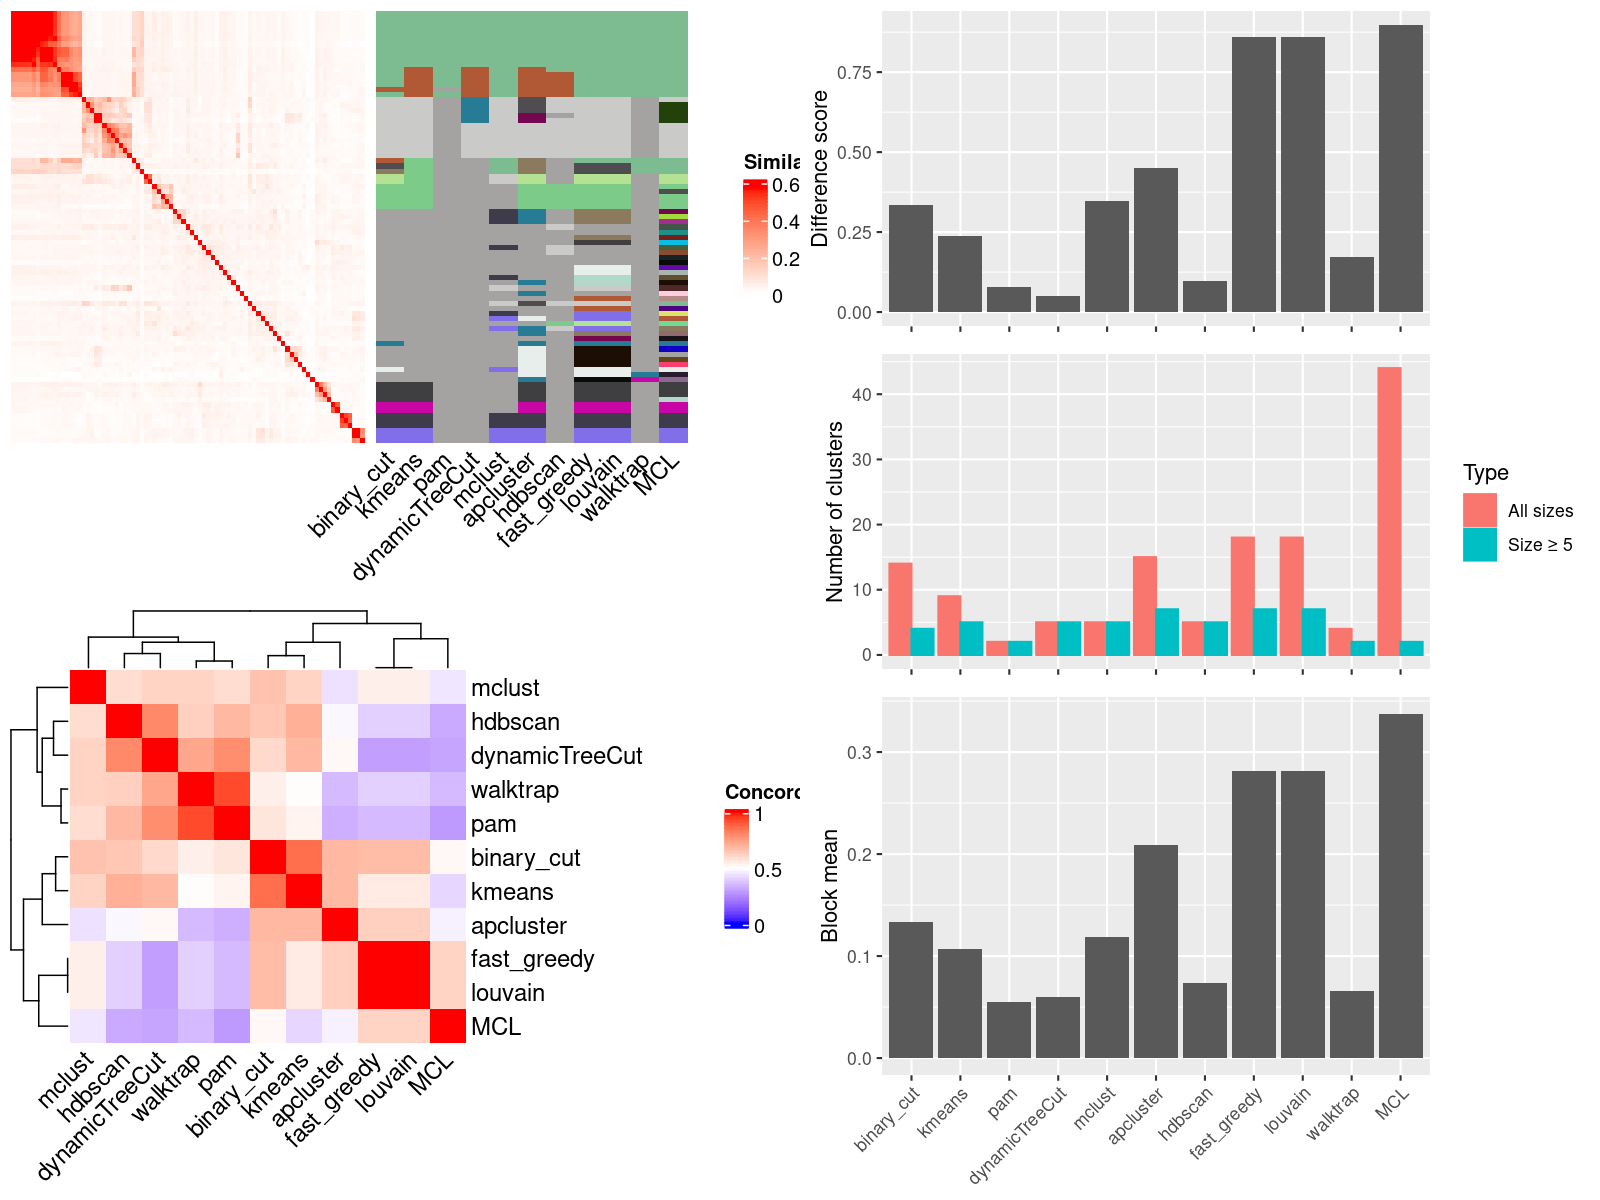 Simila
0.6
0.4
0.2
0
binary_cut
kmeans
pam
dynamicTreeCut
mclust
apcluster
hdbscan
fast_greedy
louvain
walktrap
MCL
mclust
hdbscan
dynamicTreeCut
walktrap
pam
binary_cut
kmeans
apcluster
fast_greedy
louvain
MCL
mclust
hdbscan
dynamicTreeCut
walktrap
pam
binary_cut
kmeans
apcluster
fast_greedy
louvain
MCL
Concord
1
0.5
0
Difference score
0.75
0.50
0.25
0.00
Number of clusters
40
30
20
10
0
Type
All sizes
Size ≥ 5
Block mean
0.3
0.2
0.1
0.0
binary_cut
kmeans
pam
dynamicTreeCut
mclust
apcluster
hdbscan
fast_greedy
louvain
walktrap
MCL